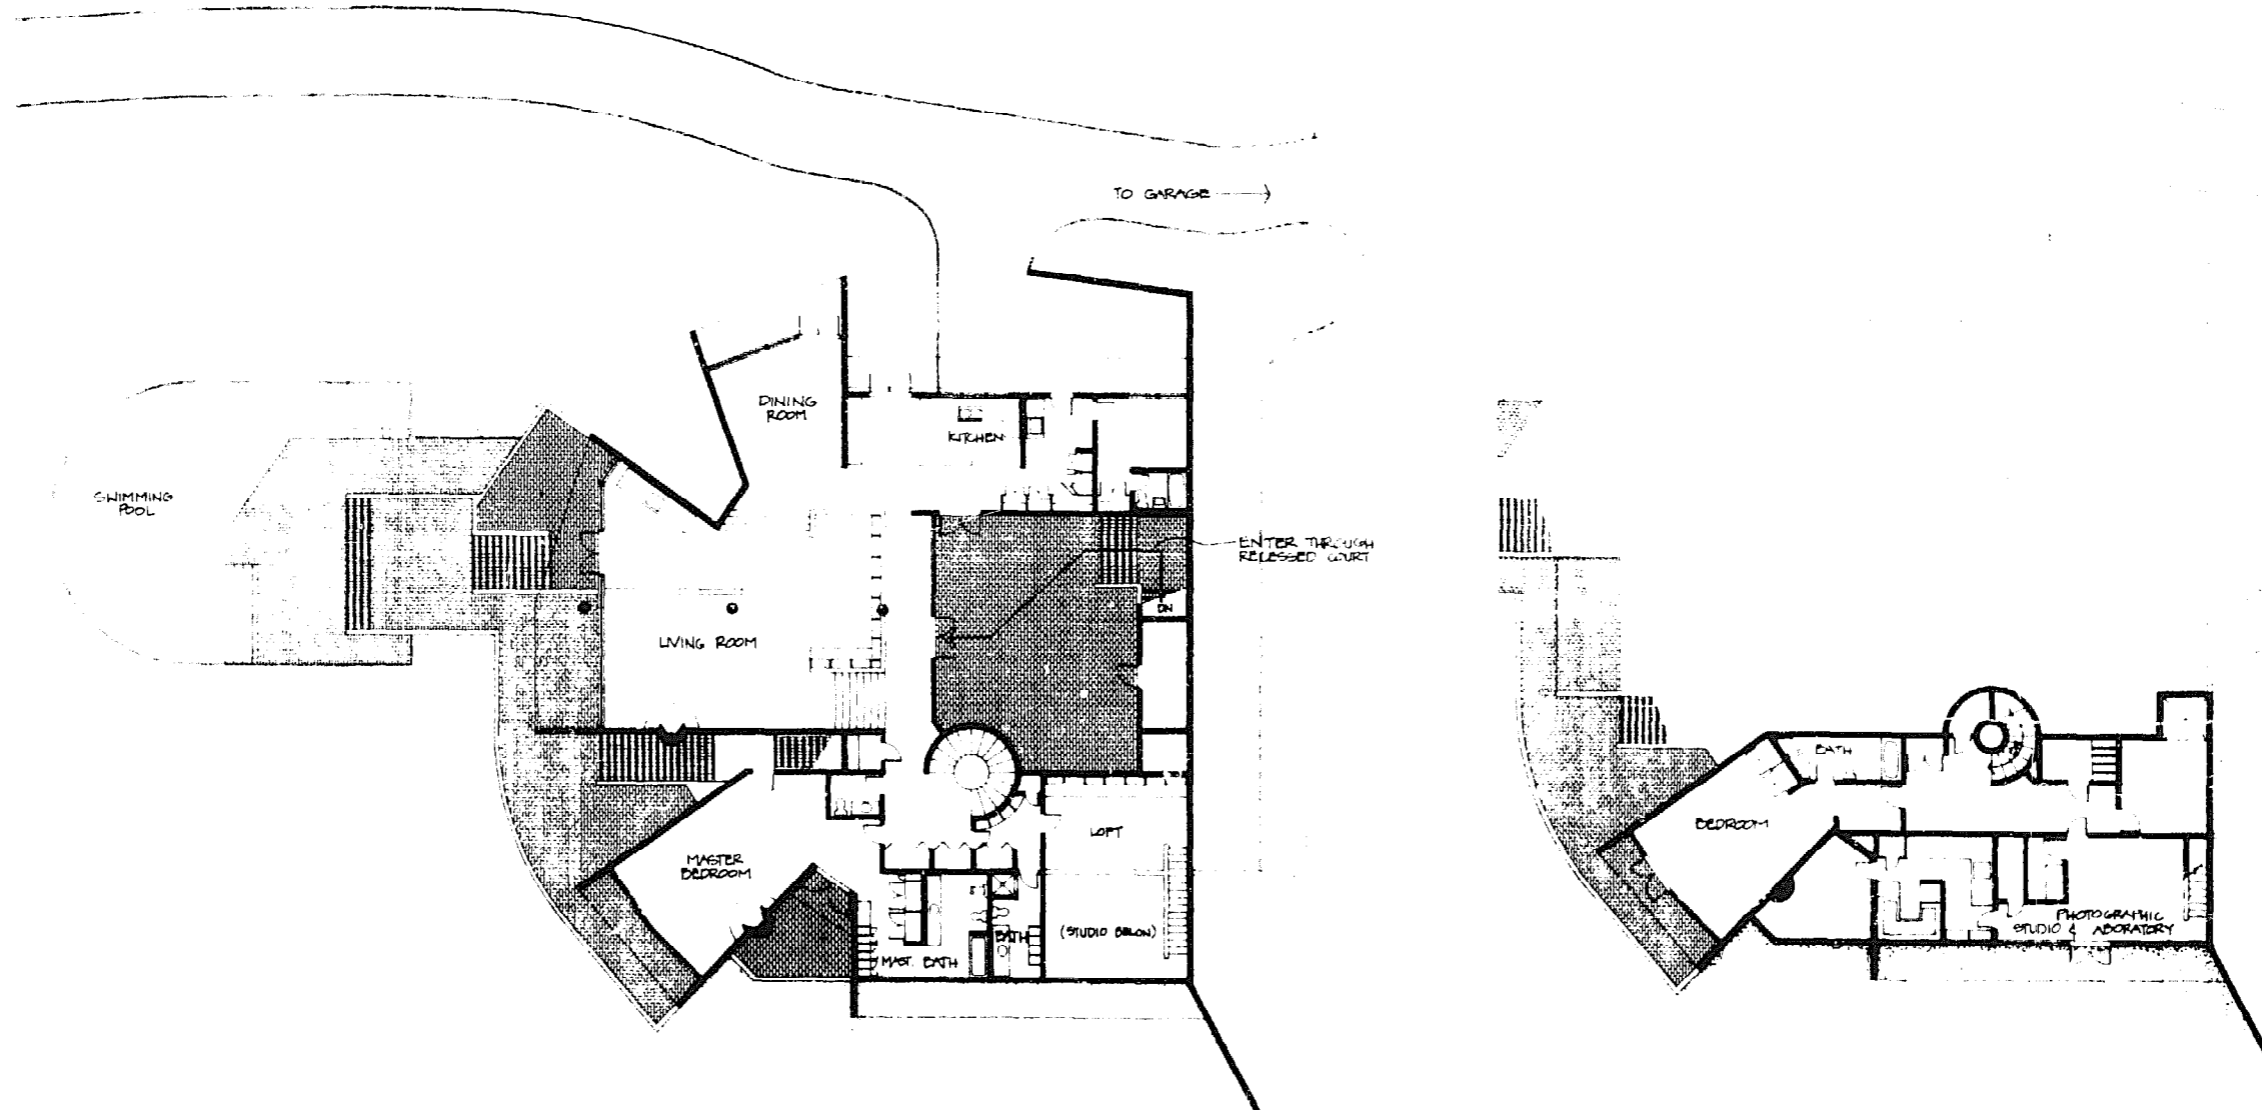 TO GARAGE
DINING
ROOM
KITCHEN
SWIMMING
POOL
ENTER THROUGH
RECESSED COURT
DN
LIVING ROOM
LOFT
MASTER
BEDROOM
(STUDIO BELOW)
BATH
MAST. BATH
BATH
BEDROOM
PHOTOGRAPHIC
STUDIO & LABORATORY